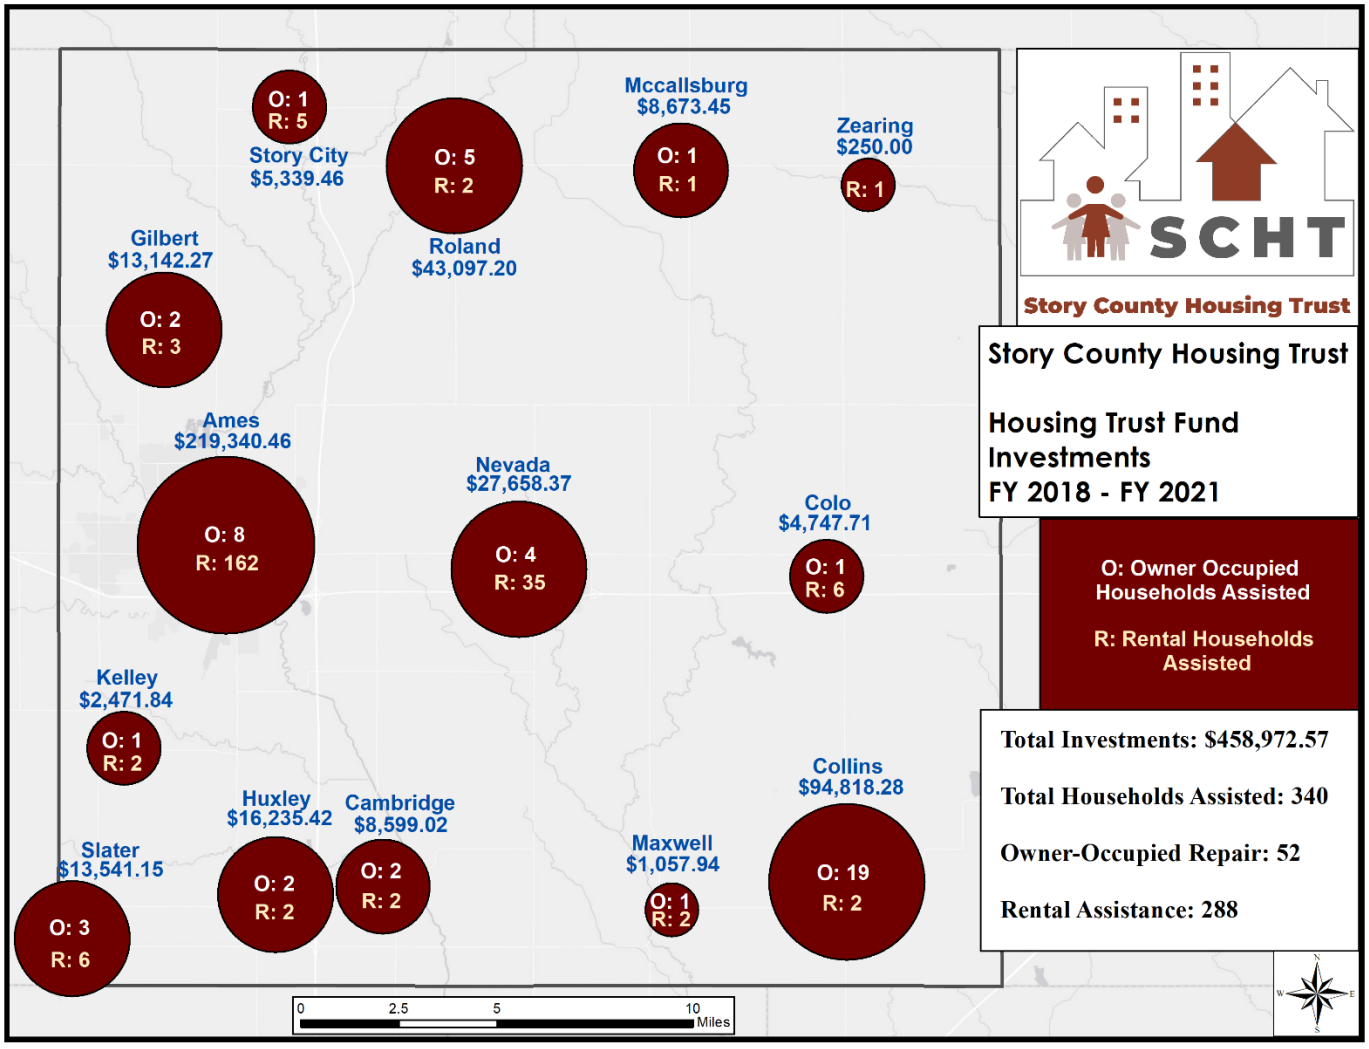 O: 1
R: 5
Story City
$5,339.46
O: 5
R: 2
Roland
$43,097.20
Mccallsburg
$8,673.45
O: 1
R: 1
Zearing
$250.00
R: 1
Gilbert
$13,142.27
O: 2
R: 3
Ames
$219,340.46
O: 8
R: 162
Nevada
$27,658.37
O: 4
R: 35
Colo
$4,747.71
O: 1
R: 6
Kelley
$2,471.84
O: 1
R: 2
Slater
$13,541.15
O: 3
R: 6
Huxley
$16,235.42
O: 2
R: 2
Cambridge
$8,599.02
O: 2
R: 2
Maxwell
$1,057.94
O: 1
R: 2
Collins
$94,818.28
O: 19
R: 2
0 2.5 5 10
Miles
SCHT
Story County Housing Trust
Story County Housing Trust
Housing Trust Fund
Investments
FY 2018 - FY 2021
O: Owner Occupied
Households Assisted
R: Rental Households
Assisted
Total Investments: $458,972.57
Total Households Assisted: 340
Owner-Occupied Repair: 52
Rental Assistance: 288
N
W E
S